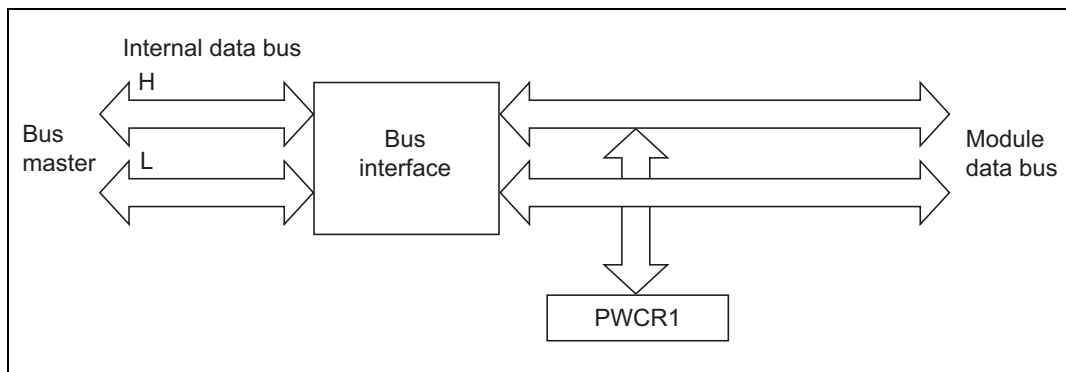 Internal data bus
H
Bus
master
L
Bus
interface
Module
data bus
PWCR1